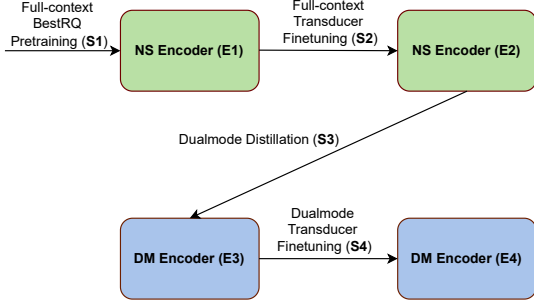 Full-context
BestRQ
Pretraining (S1)
NS Encoder (E1)
Full-context
Transducer
Finetuning (S2)
NS Encoder (E2)
Dualmode Distillation (S3)
DM Encoder (E3)
Dualmode
Transducer
Finetuning (S4)
DM Encoder (E4)